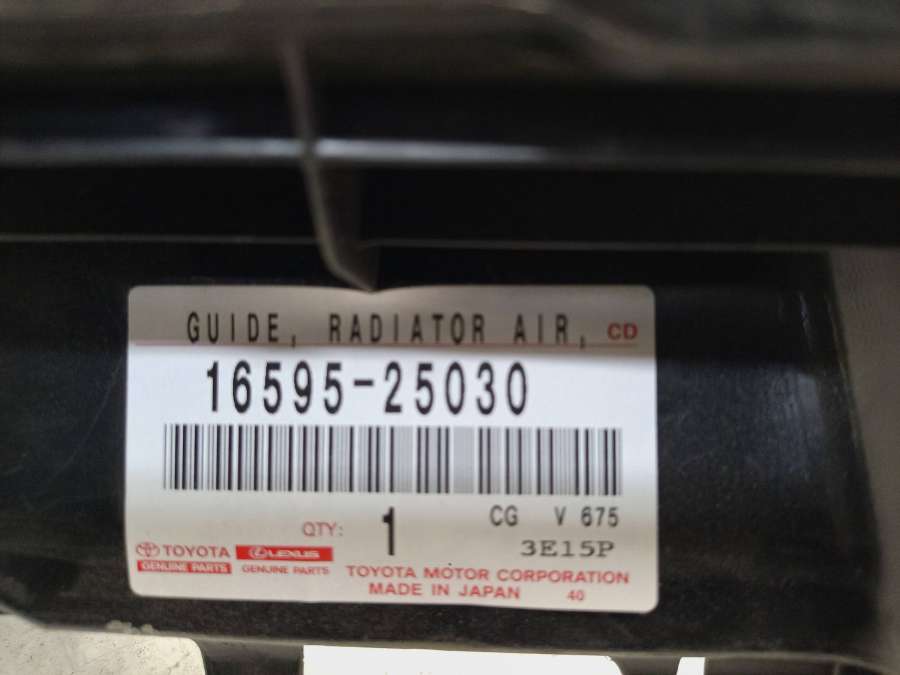 GUIDE, RADIATOR AIR, CD
16595-25030
CG V 675
QTY: 1
3E15P
TOYOTA LEXUS
GENUINE PARTS GENUINE PARTS
TOYOTA MOTOR CORPORATION
MADE IN JAPAN 40